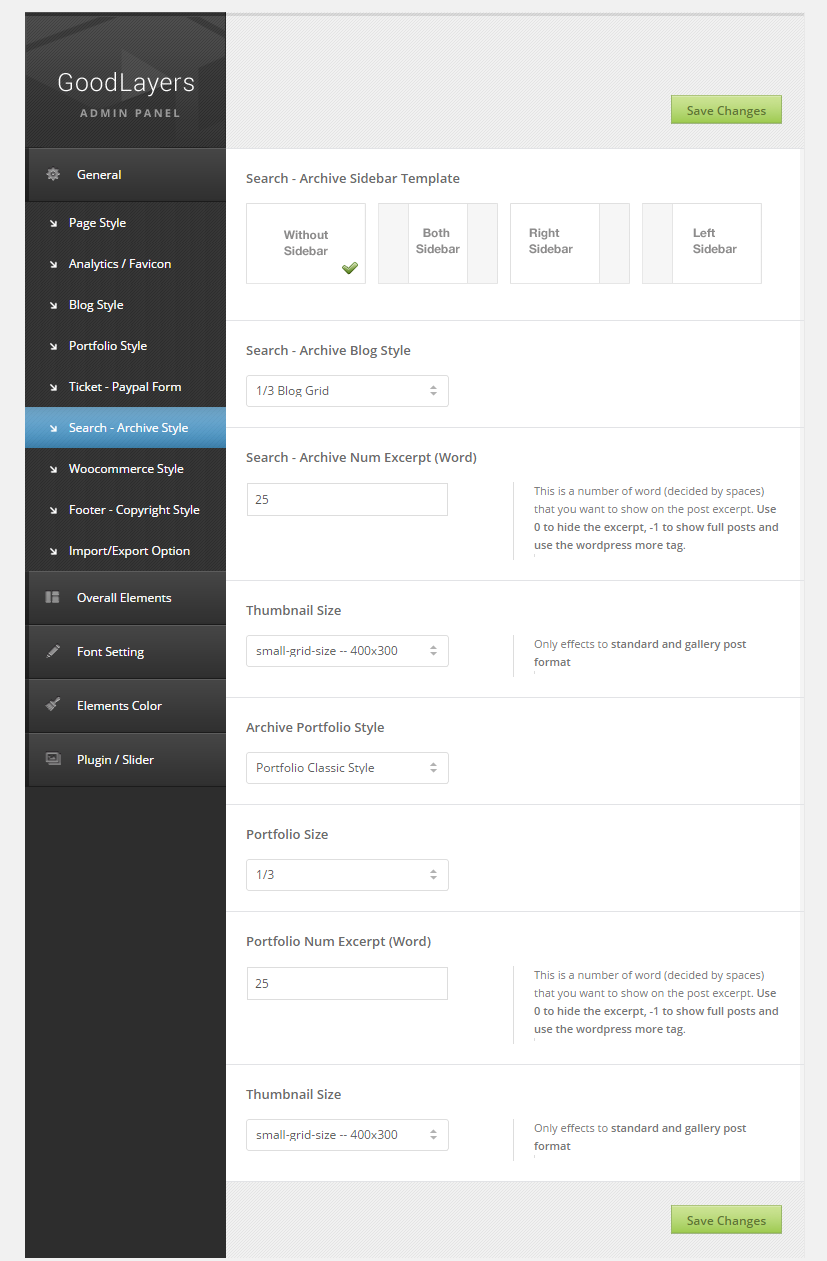 GoodLayers
ADMIN PANEL
Save Changes
General
Page Style
Analytics / Favicon
Blog Style
Portfolio Style
Ticket - Paypal Form
Search - Archive Style
Woocommerce Style
Footer - Copyright Style
Import/Export Option
Overall Elements
Font Setting
Elements Color
Plugin / Slider
Search - Archive Sidebar Template
Without
Sidebar
Both
Sidebar
Right
Sidebar
Left
Sidebar
Search - Archive Blog Style
1/3 Blog Grid
Search - Archive Num Excerpt (Word)
25
This is a number of word (decided by spaces)
that you want to show on the post excerpt. Use
0 to hide the excerpt, -1 to show full posts and
use the wordpress more tag.
Thumbnail Size
small-grid-size -- 400x300
Only effects to standard and gallery post
format
Archive Portfolio Style
Portfolio Classic Style
Portfolio Size
1/3
Portfolio Num Excerpt (Word)
25
This is a number of word (decided by spaces)
that you want to show on the post excerpt. Use
0 to hide the excerpt, -1 to show full posts and
use the wordpress more tag.
Thumbnail Size
small-grid-size -- 400x300
Only effects to standard and gallery post
format
Save Changes